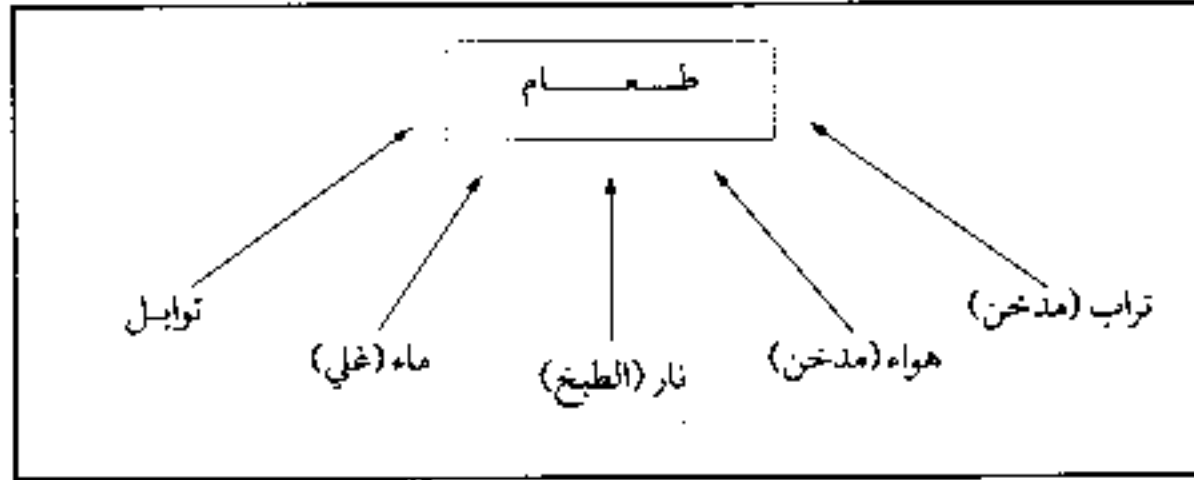 طعام
تراب (مدخن)
هواء (مدخن)
نار (الطبخ)
ماء (غلي)
توابل